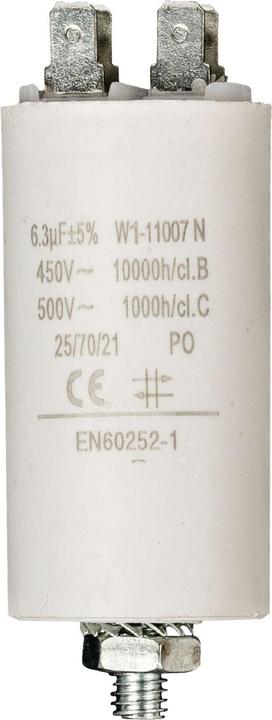 6.3µF±5% W1-11007 N
450V~ 10000h/cl.B
500V~ 1000h/cl.C
25/70/21 PO
CE
EN60252-1